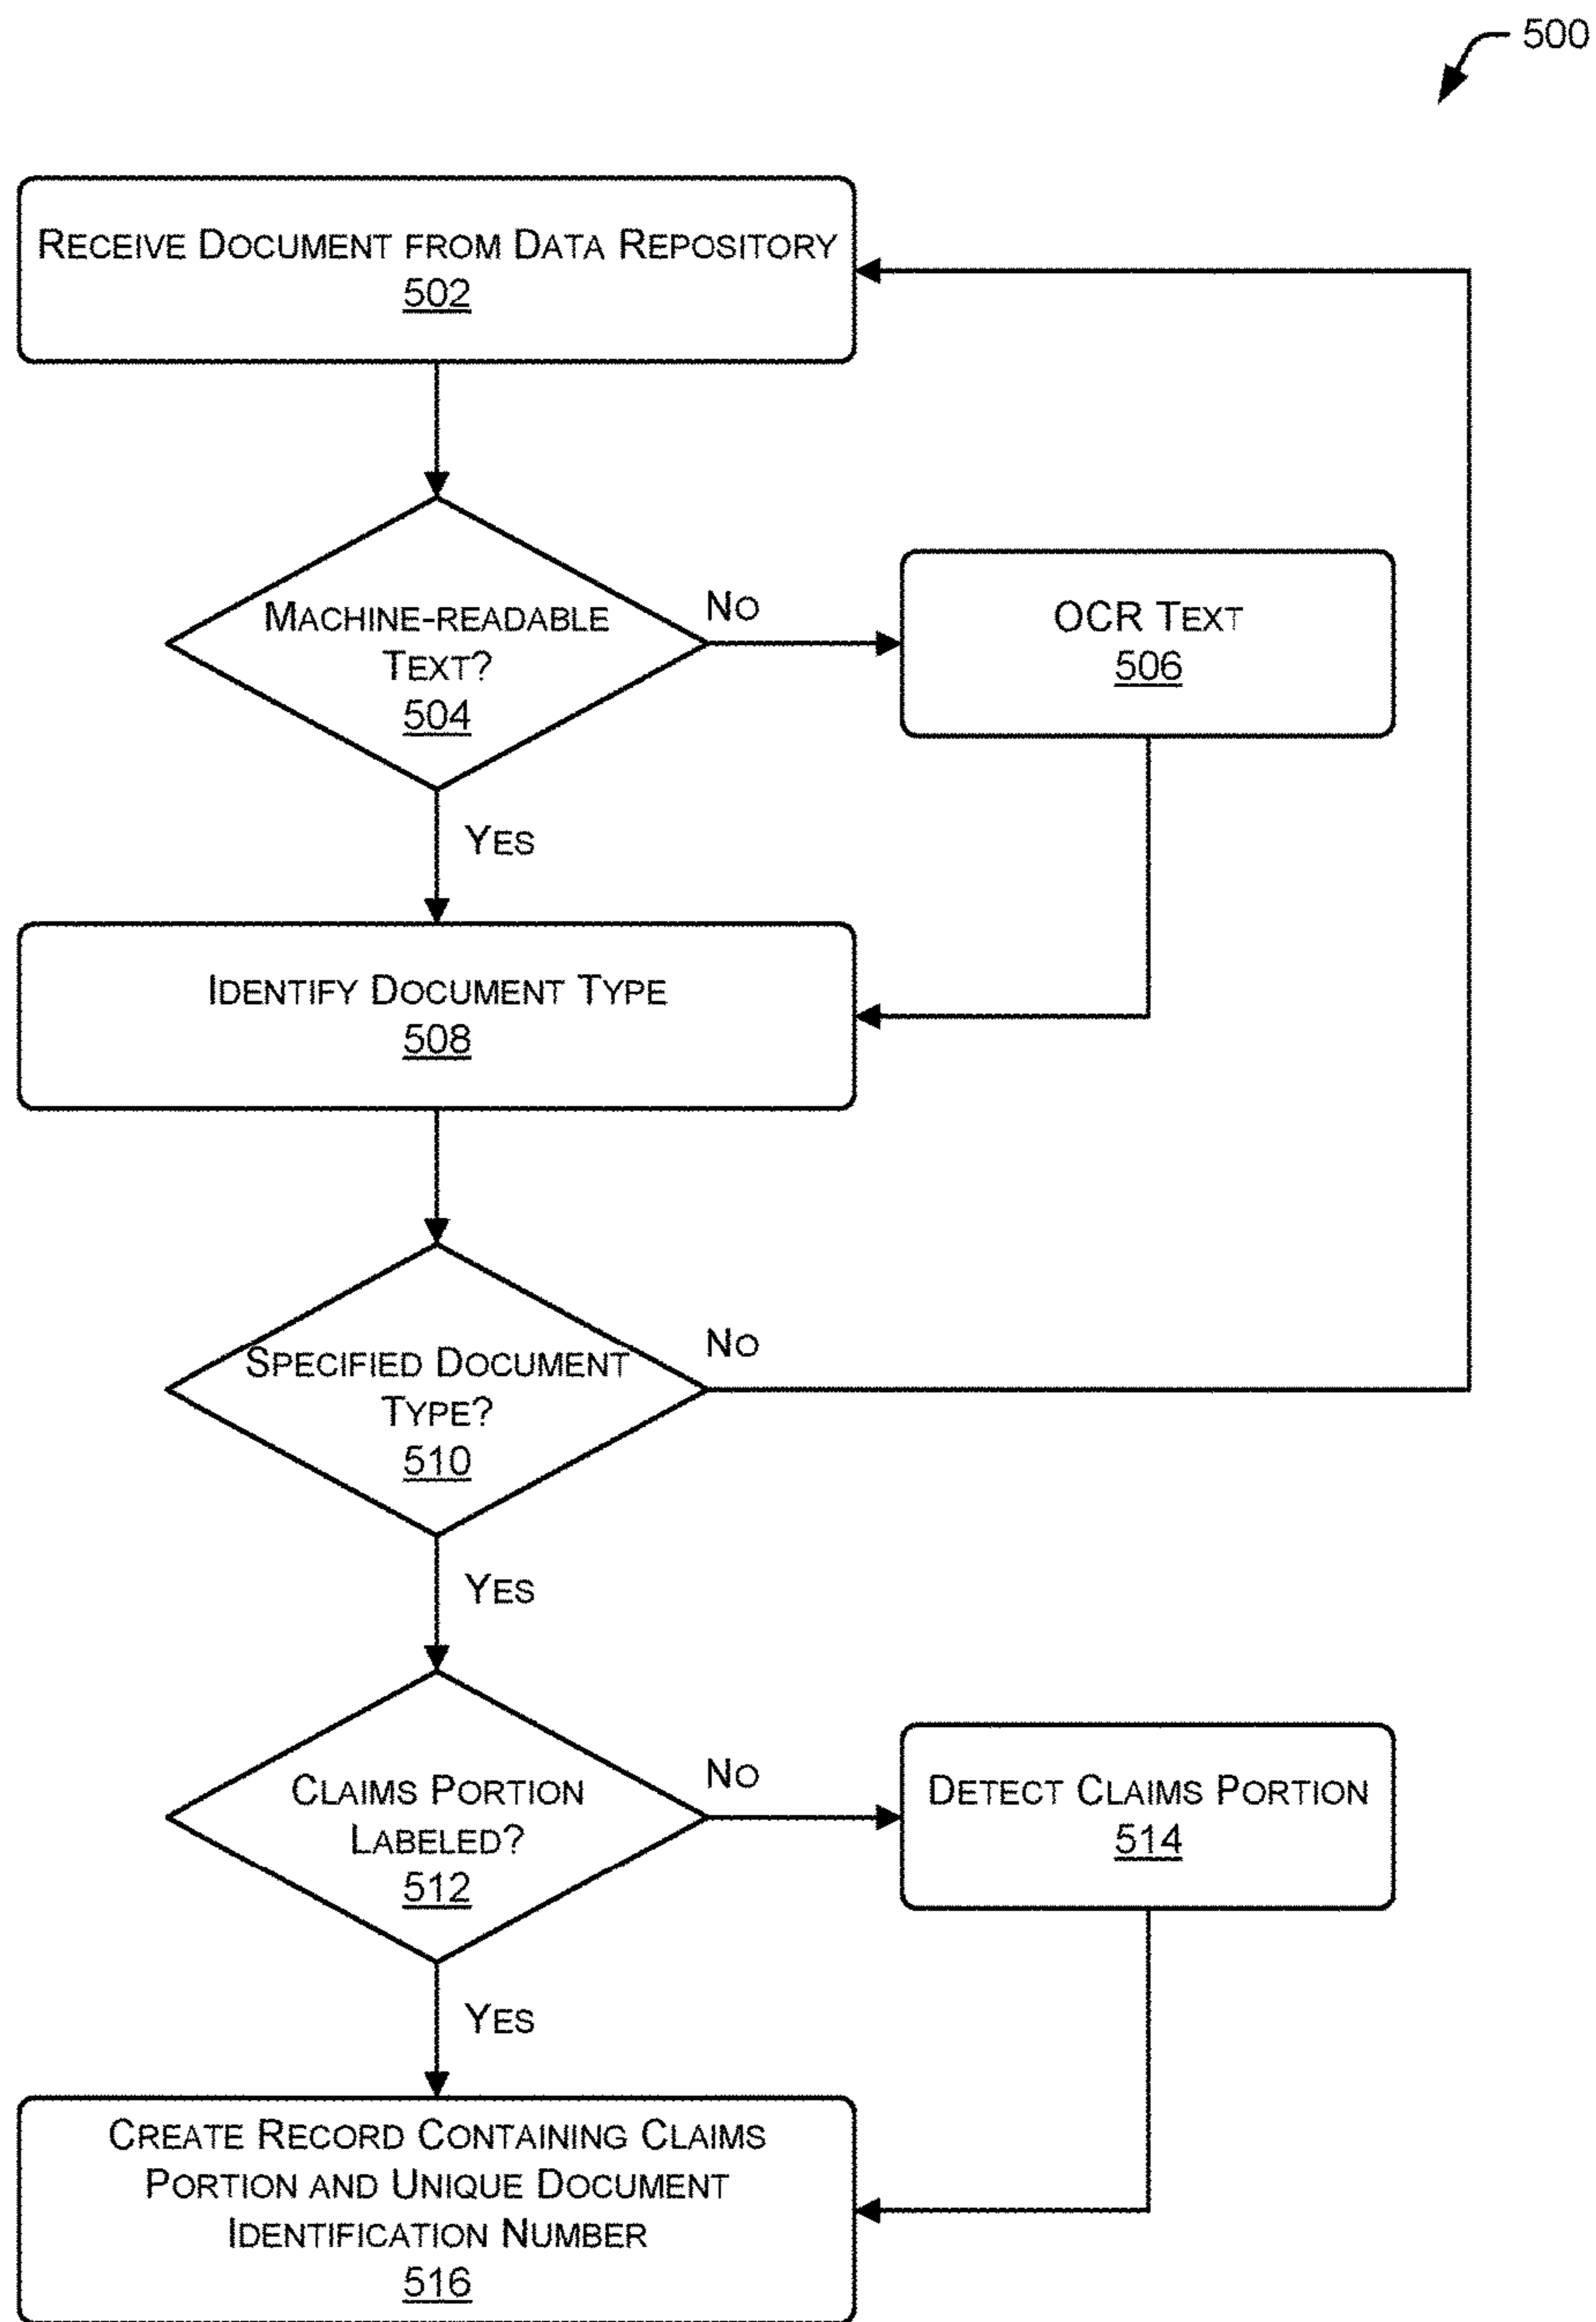 500
RECEIVE DOCUMENT FROM DATA REPOSITORY
502
MACHINE-READABLE
TEXT?
504
NO
OCR TEXT
506
YES
IDENTIFY DOCUMENT TYPE
508
SPECIFIED DOCUMENT
TYPE?
510
NO
YES
CLAIMS PORTION
LABELED?
512
NO
DETECT CLAIMS PORTION
514
YES
CREATE RECORD CONTAINING CLAIMS
PORTION AND UNIQUE DOCUMENT
IDENTIFICATION NUMBER
516